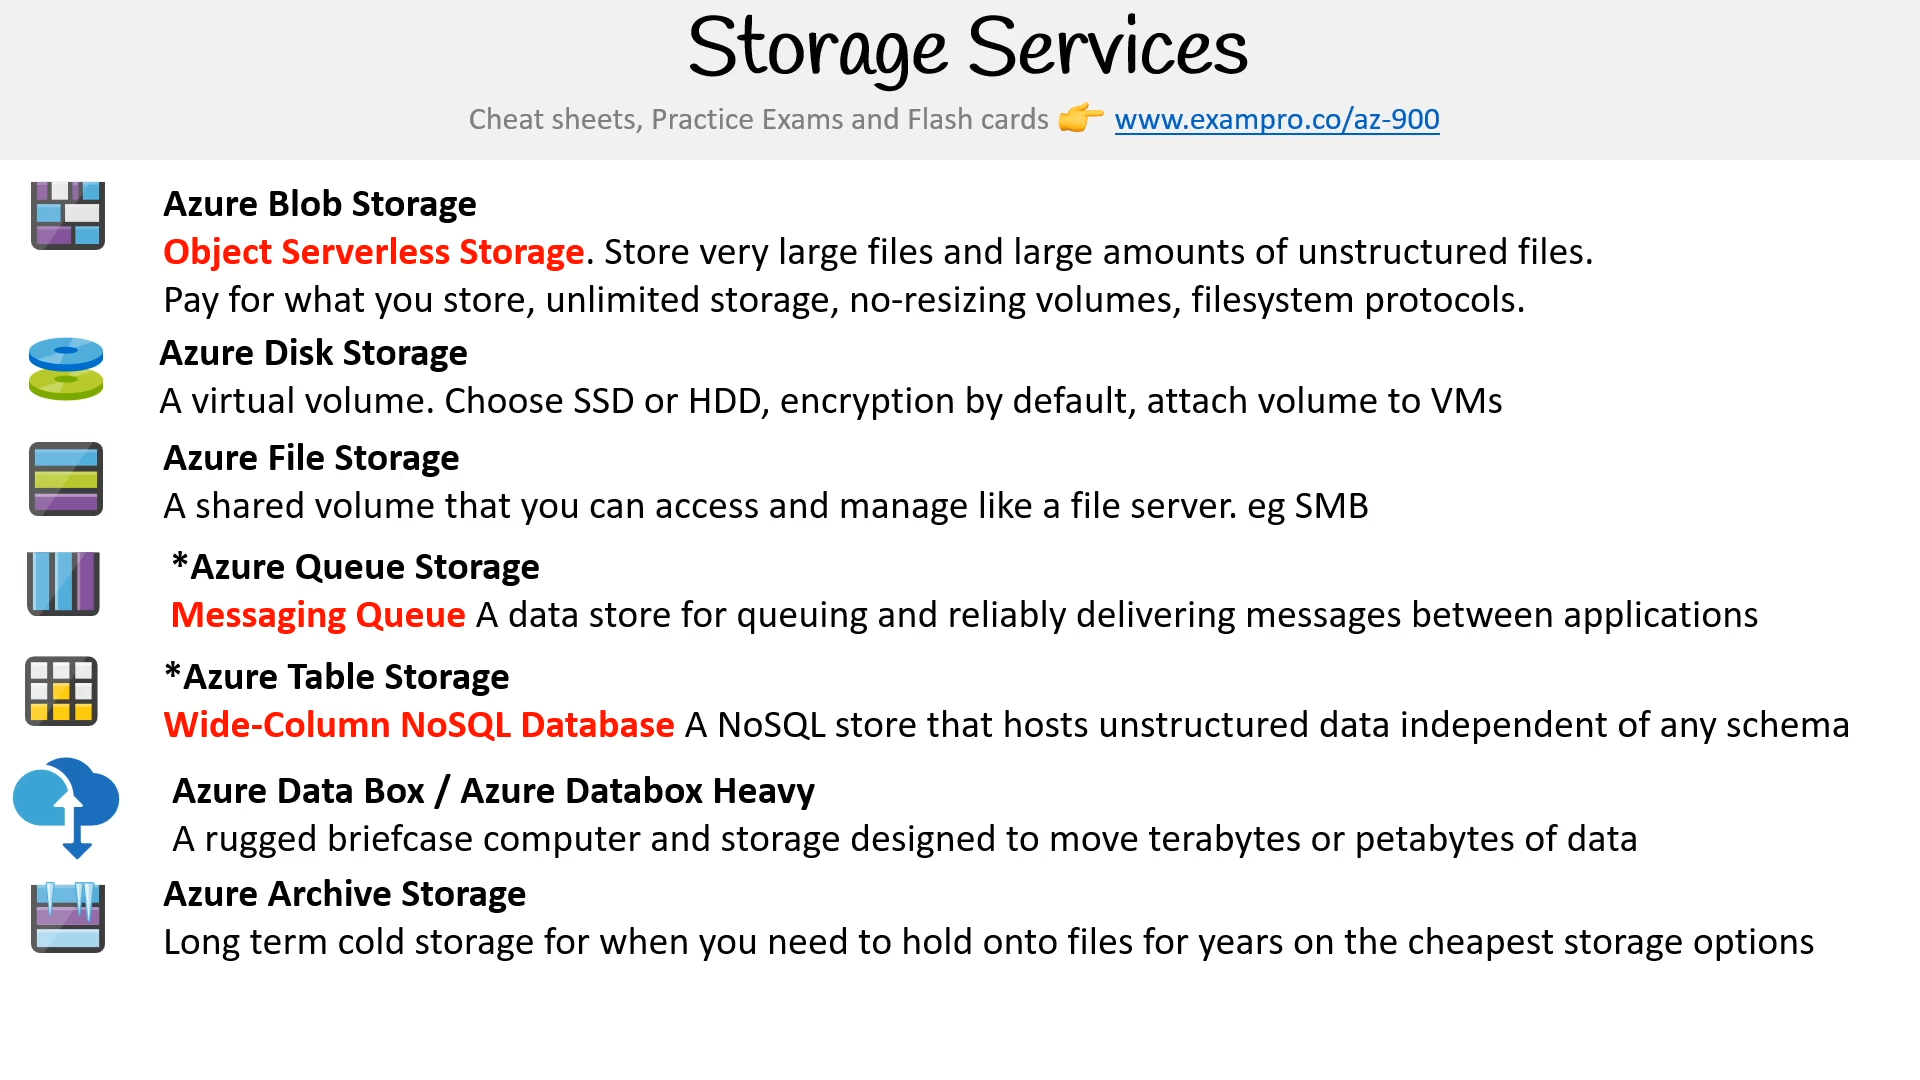 Storage Services
Cheat sheets, Practice Exams and Flash cards 👉 www.exampro.co/az-900
Azure Blob Storage
Object Serverless Storage. Store very large files and large amounts of unstructured files.
Pay for what you store, unlimited storage, no-resizing volumes, filesystem protocols.
Azure Disk Storage
A virtual volume. Choose SSD or HDD, encryption by default, attach volume to VMs
Azure File Storage
A shared volume that you can access and manage like a file server. eg SMB
*Azure Queue Storage
Messaging Queue A data store for queuing and reliably delivering messages between applications
*Azure Table Storage
Wide-Column NoSQL Database A NoSQL store that hosts unstructured data independent of any schema
Azure Data Box / Azure Databox Heavy
A rugged briefcase computer and storage designed to move terabytes or petabytes of data
Azure Archive Storage
Long term cold storage for when you need to hold onto files for years on the cheapest storage options